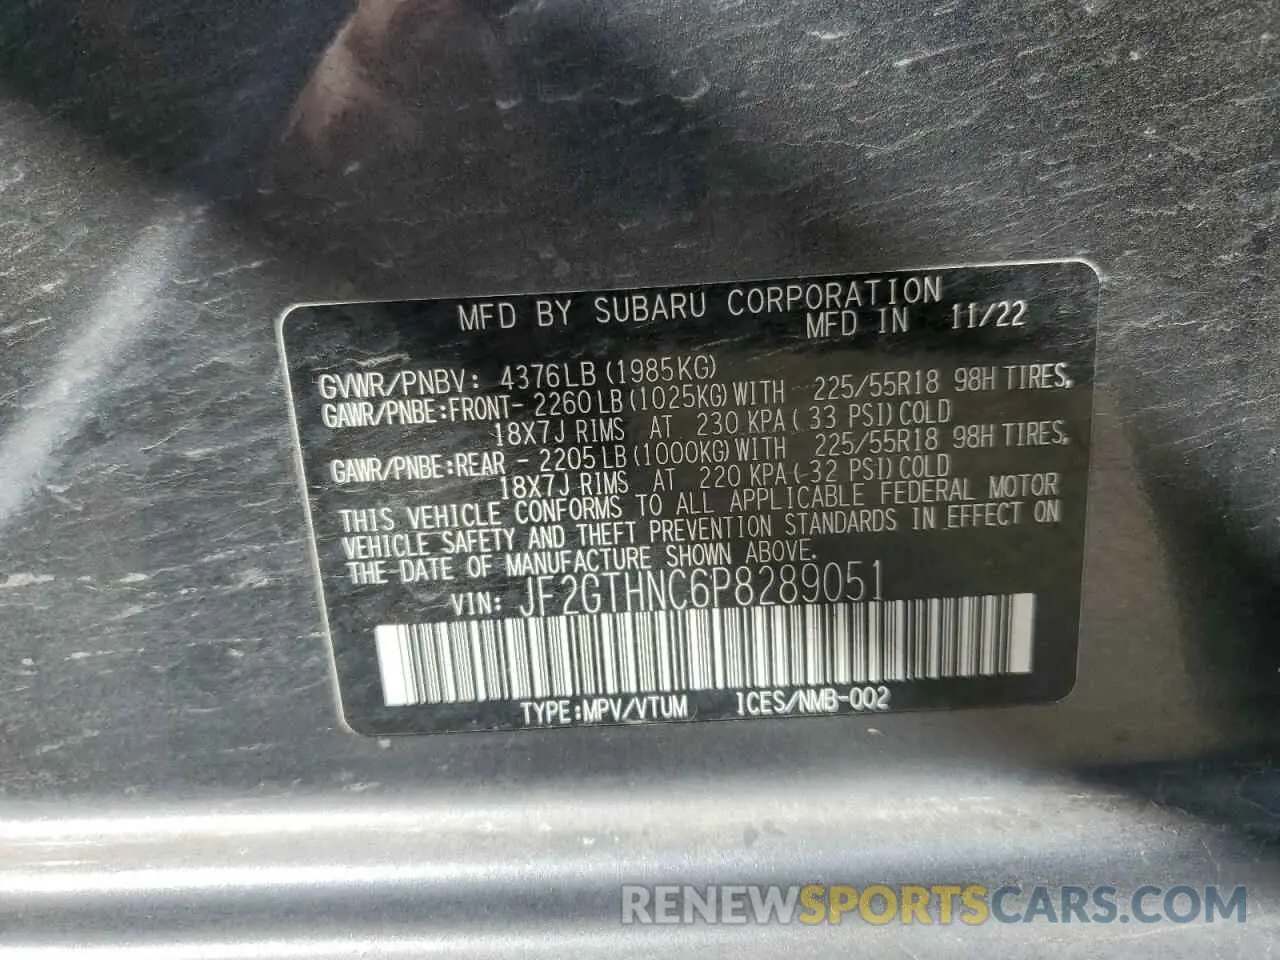 MFD BY SUBARU CORPORATION
MFD IN 11/22
GVWR/PNBV: 4376LB (1985KG)
GAWR/PNBE:FRONT- 2260 LB (1025KG) WITH 225/55R18 98H TIRES,
18X7J RIMS AT 230 KPA ( 33 PSI) COLD
GAWR/PNBE:REAR - 2205 LB (1000KG) WITH 225/55R18 98H TIRES,
18X7J RIMS AT 220 KPA ( 32 PSI) COLD
THIS VEHICLE CONFORMS TO ALL APPLICABLE FEDERAL MOTOR
VEHICLE SAFETY AND THEFT PREVENTION STANDARDS IN EFFECT ON
THE DATE OF MANUFACTURE SHOWN ABOVE.
VIN: JF2GTHNC6P8289051
TYPE:MPV/VTUM ICES/NMB-002
RENEWSPORTSCARS.COM